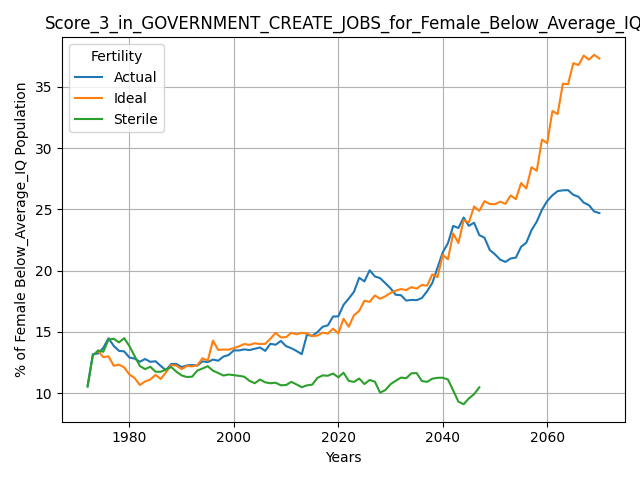 Score_3_in_GOVERNMENT_CREATE_JOBS_for_Female_Below_Average_IQ
Fertility
Actual
Ideal
Sterile
% of Female Below_Average_IQ Population
35
30
25
20
15
10
1980
2000
2020
2040
2060
Years